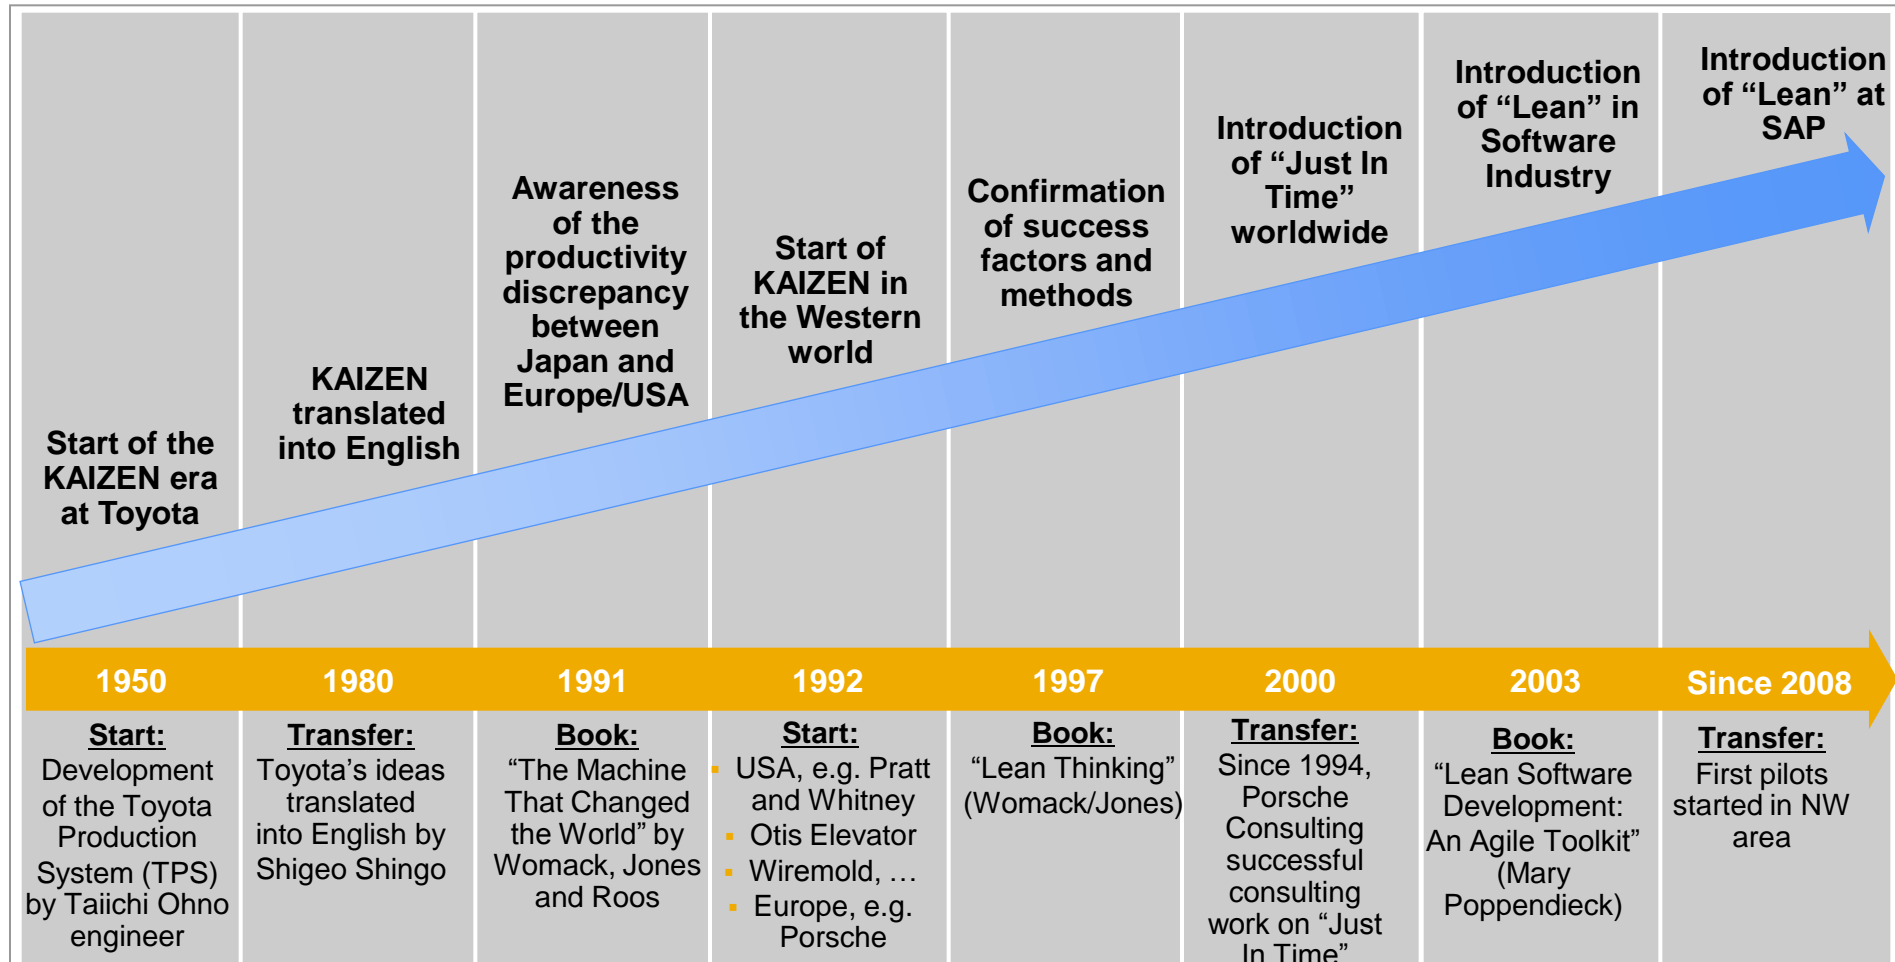 Start of the
KAIZEN era
at Toyota
KAIZEN
translated
into English
Awareness
of the
productivity
discrepancy
between
Japan and
Europe/USA
Start of
KAIZEN in
the Western
world
Confirmation
of success
factors and
methods
Introduction
of “Just In
Time”
worldwide
Introduction
of “Lean” in
Software
Industry
Introduction
of “Lean” at
SAP
1950
1980
1991
1992
1997
2000
2003
Since 2008
Start:
Development
of the Toyota
Production
System (TPS)
by Taiichi Ohno
engineer
Transfer:
Toyota’s ideas
translated
into English by
Shigeo Shingo
Book:
“The Machine
That Changed
the World” by
Womack, Jones
and Roos
Start:
▪ USA, e.g. Pratt
and Whitney
▪ Otis Elevator
▪ Wiremold, …
▪ Europe, e.g.
Porsche
Book:
“Lean Thinking”
(Womack/Jones)
Transfer:
Since 1994,
Porsche
Consulting
successful
consulting
work on “Just
In Time”
Book:
“Lean Software
Development:
An Agile Toolkit”
(Mary
Poppendieck)
Transfer:
First pilots
started in NW
area